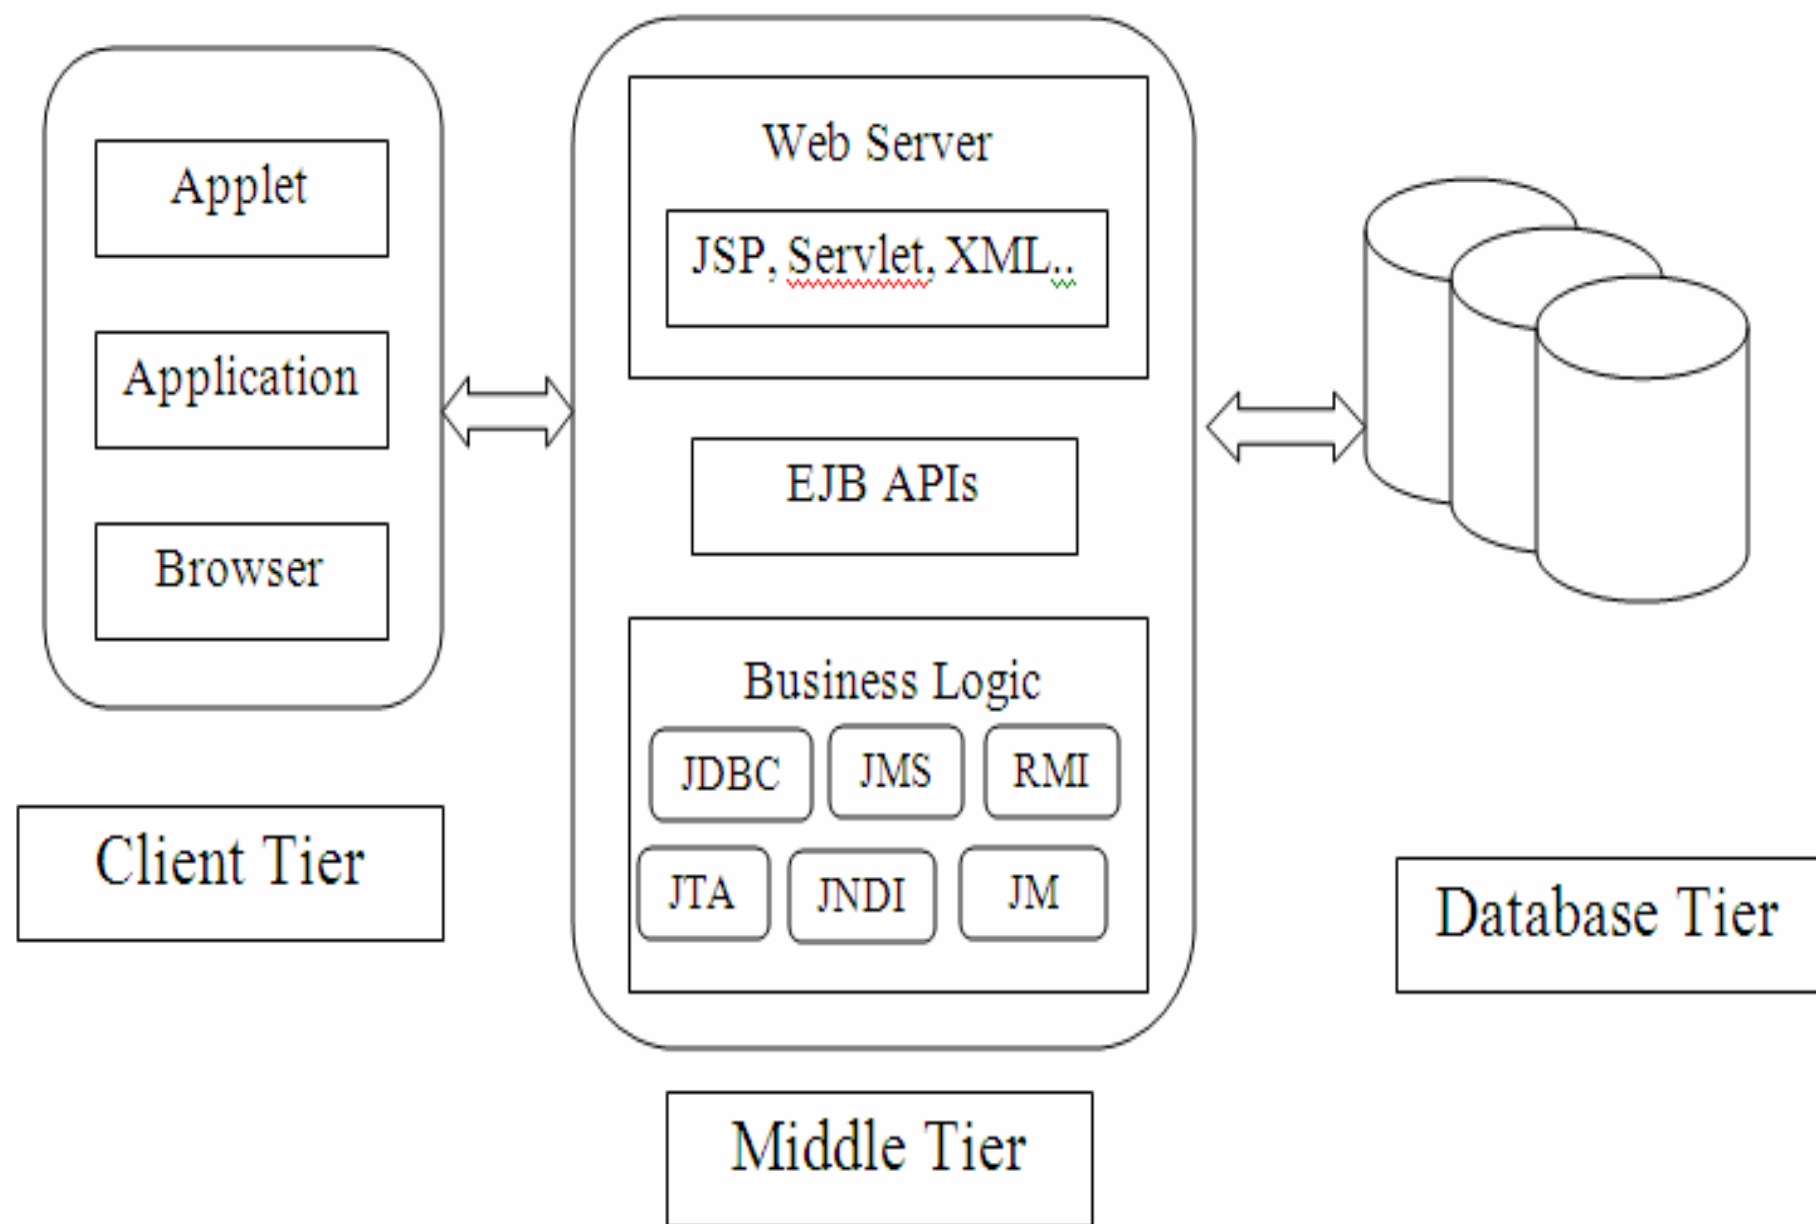 Applet
Application
Browser
Client Tier
Web Server
JSP, Servlet, XML..
EJB APIs
Business Logic
JDBC JMS RMI
JTA JNDI JM
Middle Tier
Database Tier